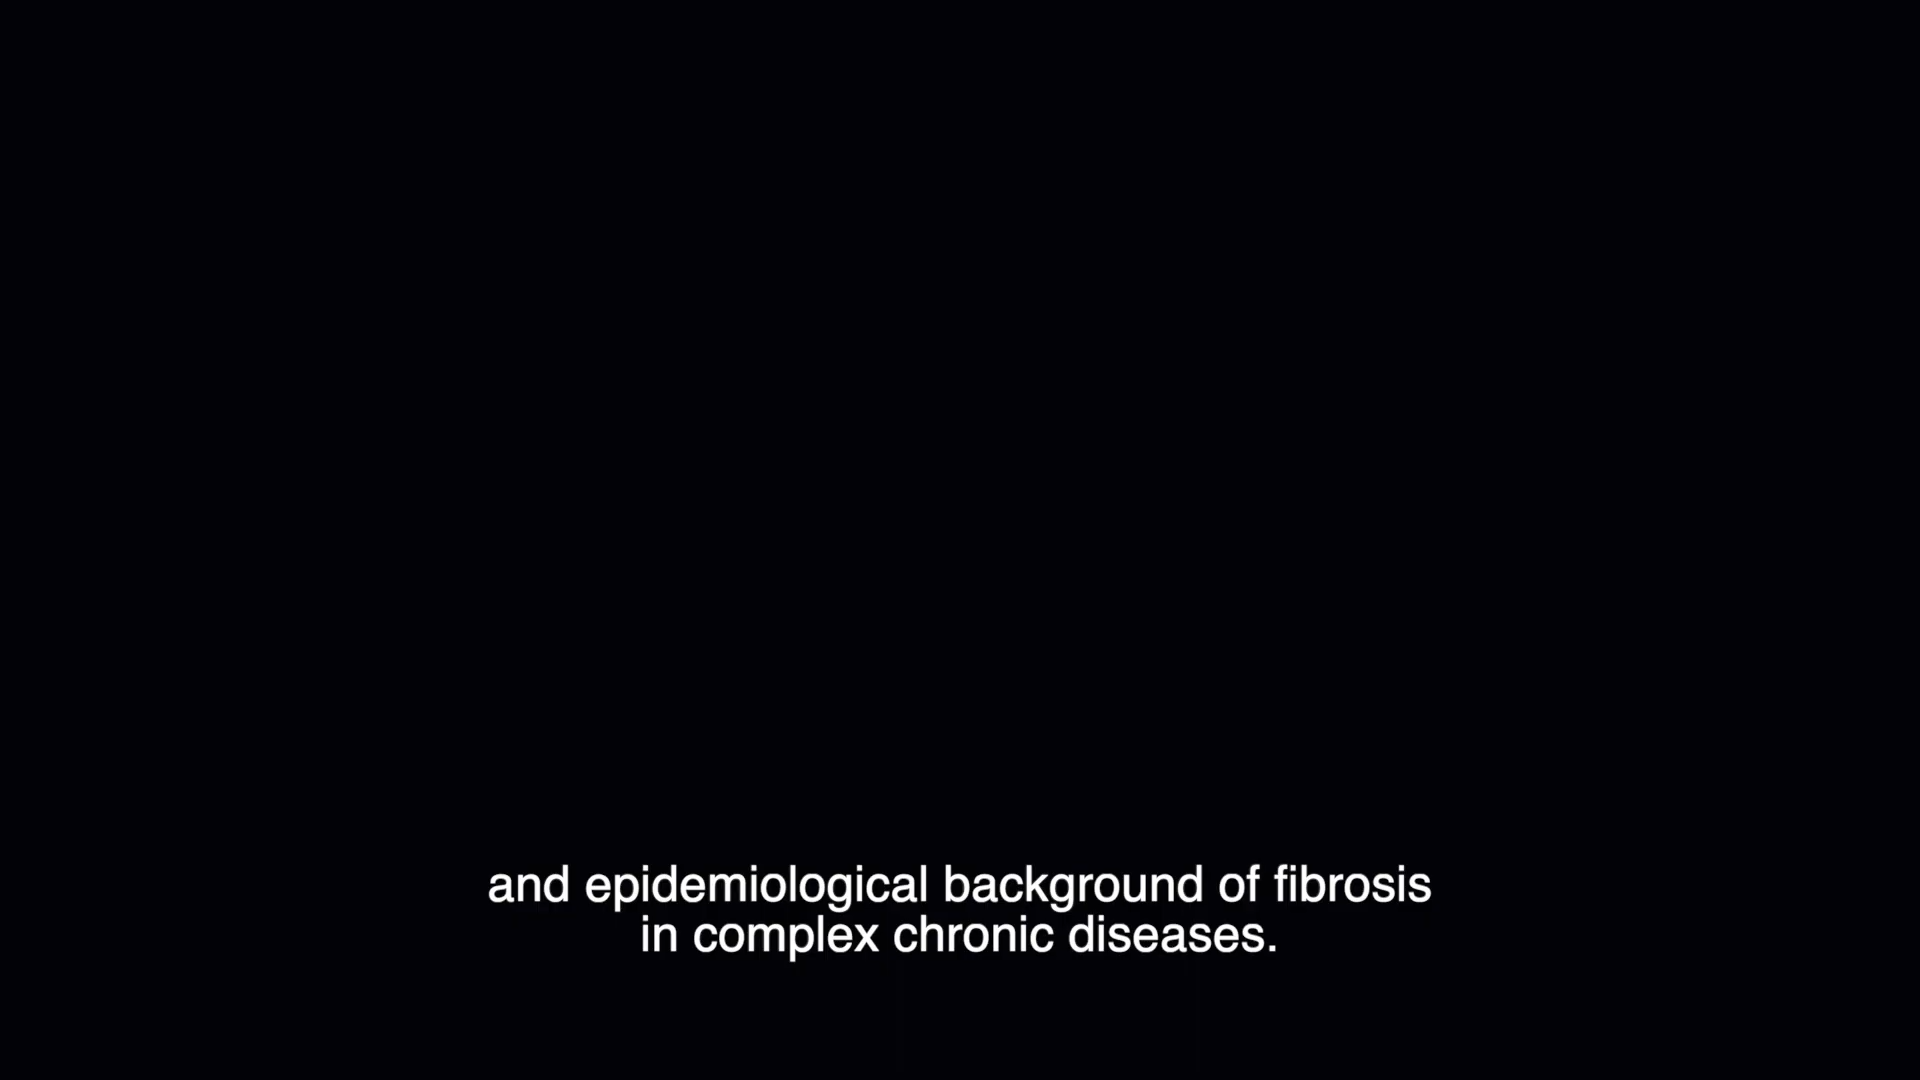 and epidemiological background of fibrosis
in complex chronic diseases.